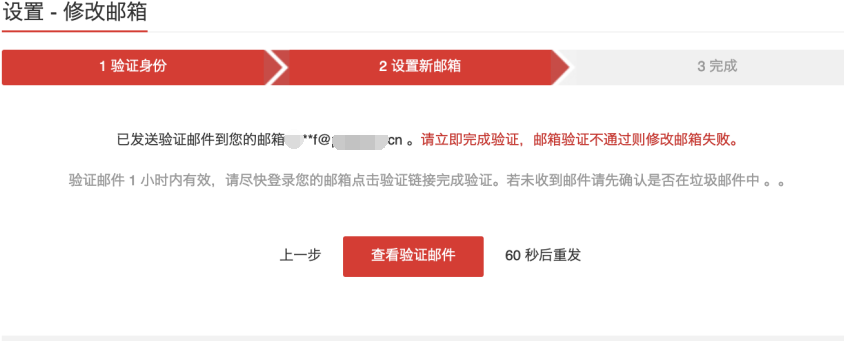 设置 - 修改邮箱
1 验证身份
2 设置新邮箱
3 完成
已发送验证邮件到您的邮箱**f@cn 。请立即完成验证，邮箱验证不通过则修改邮箱失败。
验证邮件 1 小时内有效，请尽快登录您的邮箱点击验证链接完成验证。若未收到邮件请先确认是否在垃圾邮件中 。。
上一步 查看验证邮件 60 秒后重发